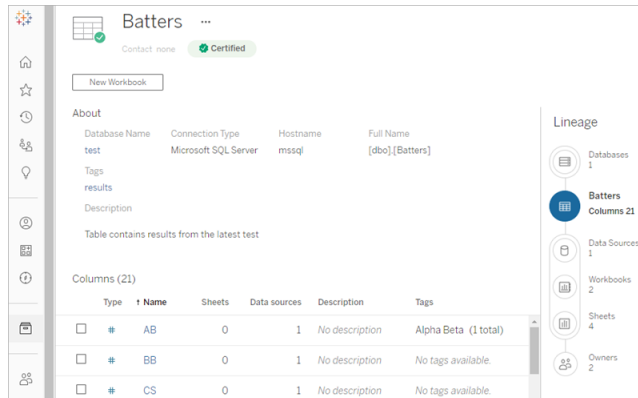 Batters ...
Contact none Certified
New Workbook
About
Database Name Connection Type Hostname Full Name
test Microsoft SQL Server mssql [dbo].[Batters]
Tags
results
Description
Table contains results from the latest test
Columns (21)
Type ↑ Name Sheets Data sources Description Tags
# AB 0 1 No description Alpha Beta (1 total)
# BB 0 1 No description No tags available.
# CS 0 1 No description No tags available.
Lineage
Databases
1
Batters
Columns 21
Data Sources
1
Workbooks
2
Sheets
4
Owners
2